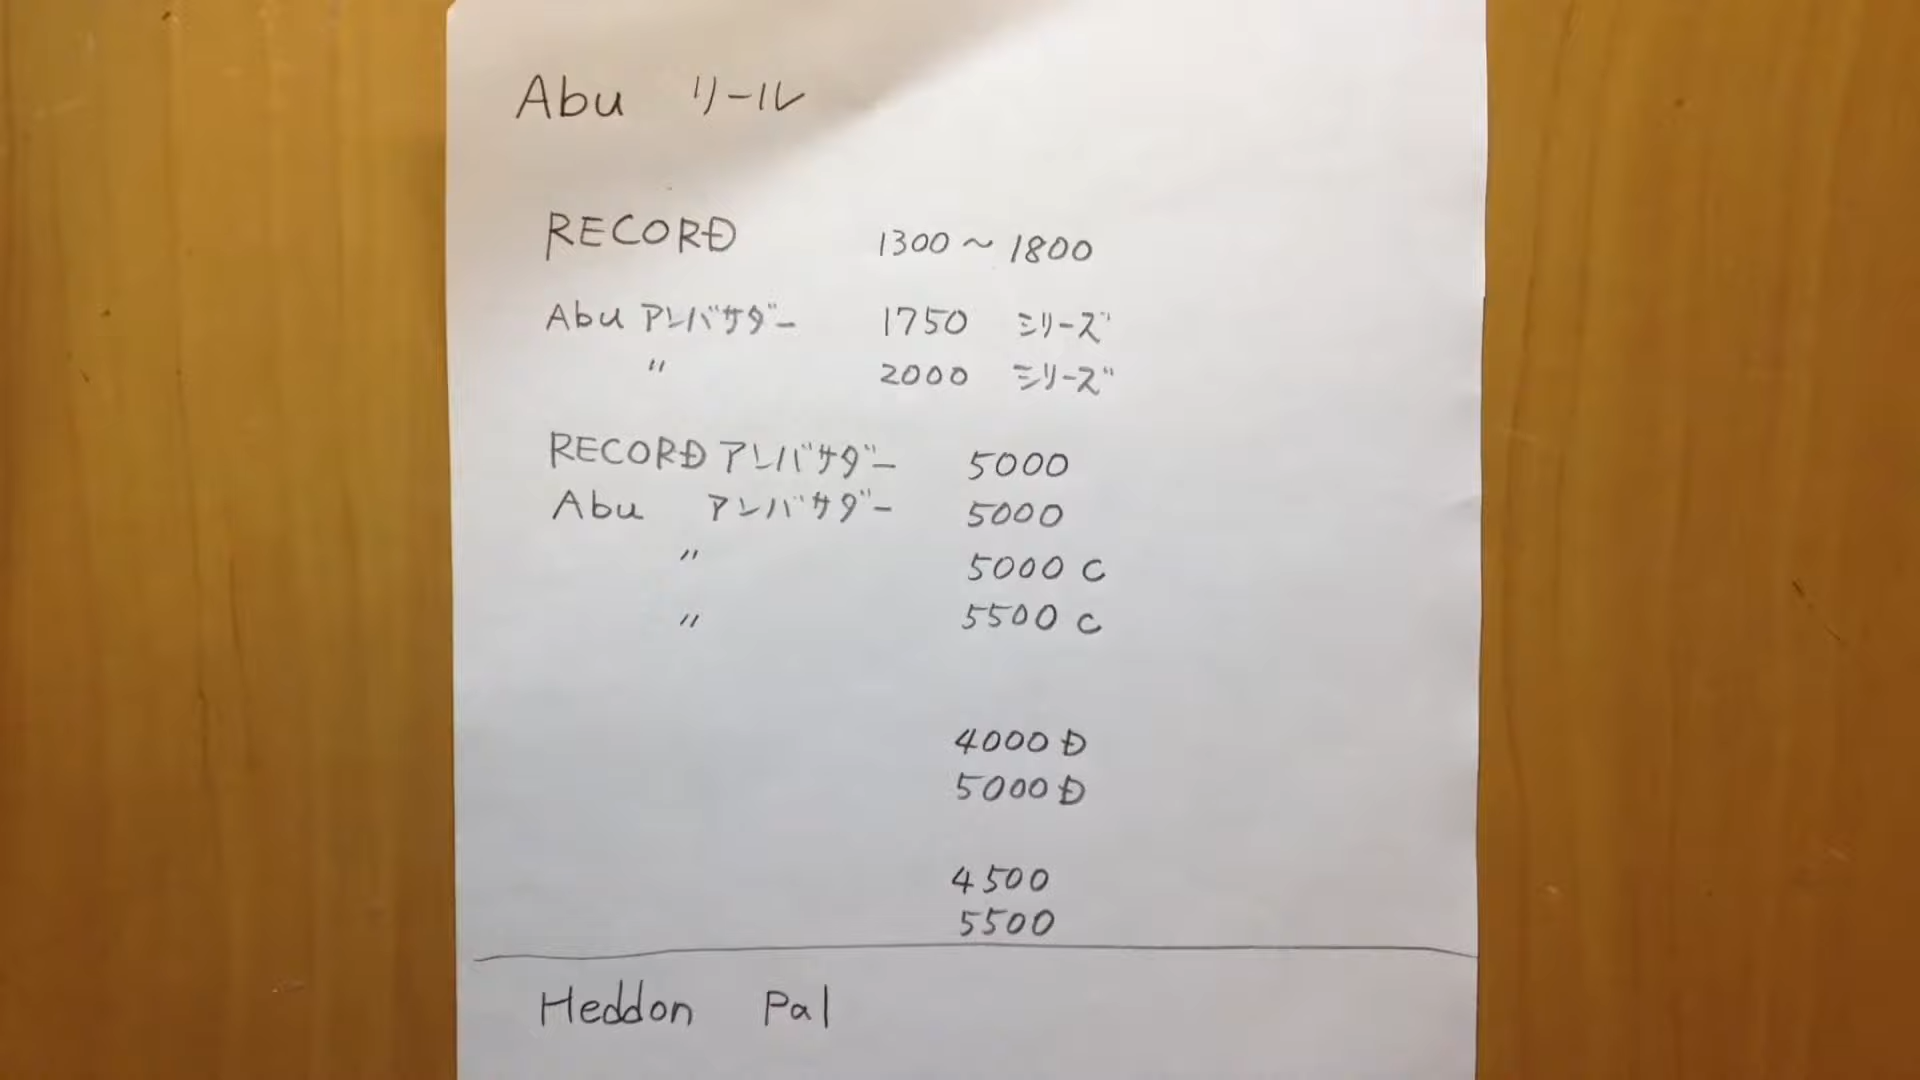 Abu リール
RECORD 1300～1800
Abu アンバサダー 1750 シリーズ
〃 2000 シリーズ
RECORD アンバサダー 5000
Abu アンバサダー 5000
〃 5000 C
〃 5500 C
4000 D
5000 D
4500
5500
Heddon Pal